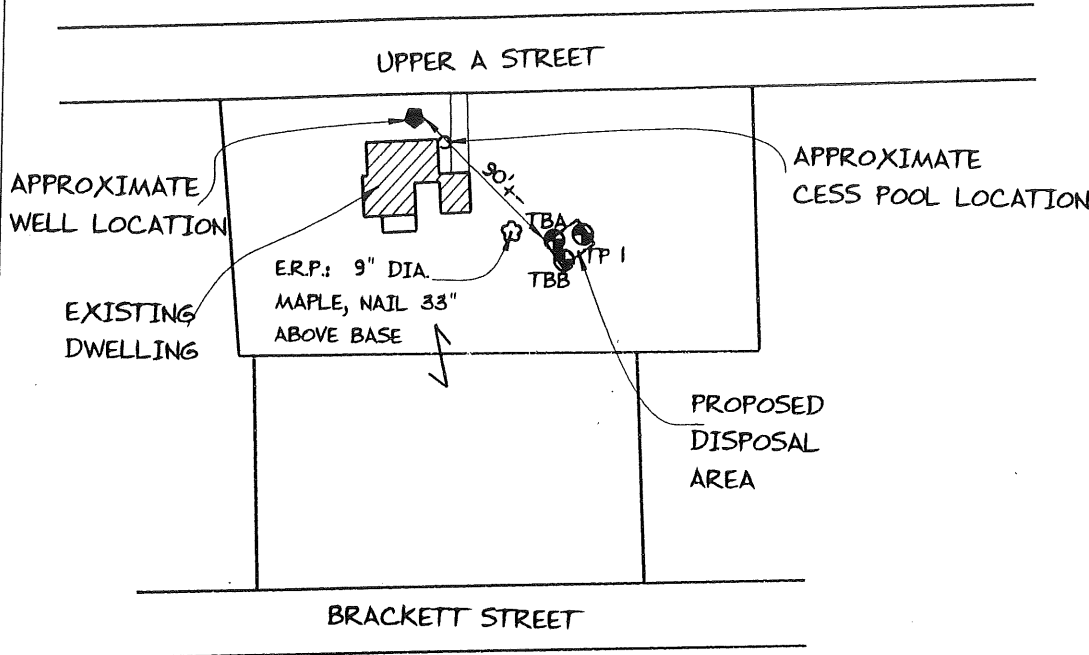 UPPER A STREET
APPROXIMATE
WELL LOCATION
APPROXIMATE
CESS POOL LOCATION
90'+-
TBA
TP 1
TBB
E.R.P.: 9" DIA.
MAPLE, NAIL 33"
ABOVE BASE
EXISTING
DWELLING
PROPOSED
DISPOSAL
AREA
BRACKETT STREET